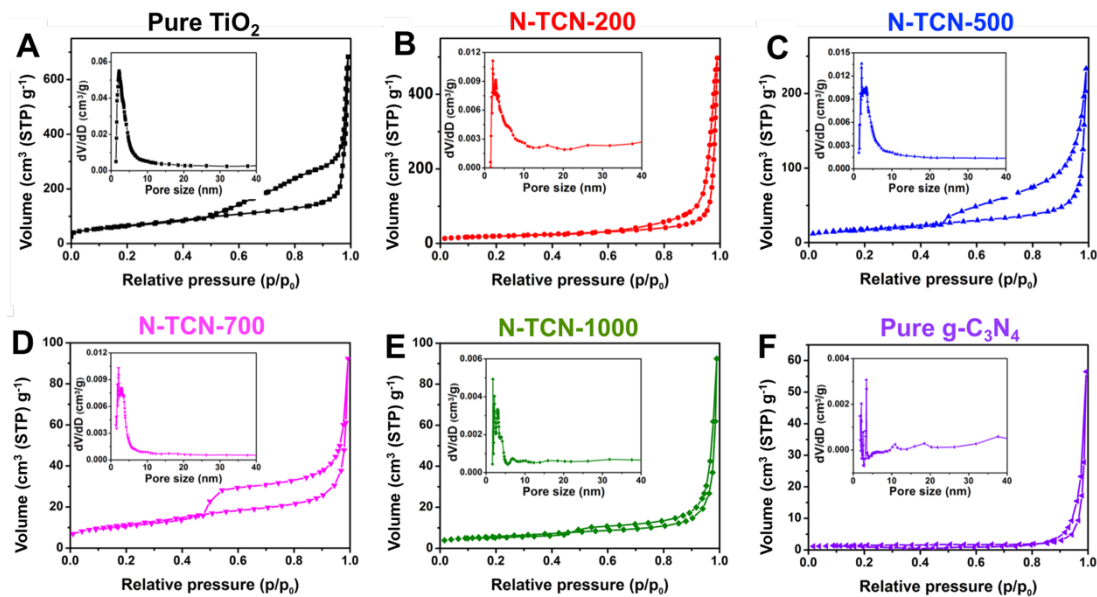 A
Pure TiO₂
Volume (cm³ (STP) g⁻¹
600
400
200
0
0.0 0.2 0.4 0.6 0.8 1.0
Relative pressure (p/p₀)
dV/dD (cm³/g)
0.06
0.04
0.02
0.00
0 10 20 30 40
Pore size (nm)
B
N-TCN-200
Volume (cm³ (STP) g⁻¹
500
400
300
200
100
0
0.0 0.2 0.4 0.6 0.8 1.0
Relative pressure (p/p₀)
dV/dD (cm³/g)
0.012
0.009
0.006
0.003
0.000
0 10 20 30 40
Pore size (nm)
C
N-TCN-500
Volume (cm³ (STP) g⁻¹
200
100
0
0.0 0.2 0.4 0.6 0.8 1.0
Relative pressure (p/p₀)
dV/dD (cm³/g)
0.015
0.012
0.009
0.006
0.003
0.000
0 10 20 30 40
Pore size (nm)
D
N-TCN-700
Volume (cm³ (STP) g⁻¹
100
80
60
40
20
0
0.0 0.2 0.4 0.6 0.8 1.0
Relative pressure (p/p₀)
dV/dD (cm³/g)
0.012
0.009
0.006
0.003
0.000
0 10 20 30 40
Pore size (nm)
E
N-TCN-1000
Volume (cm³ (STP) g⁻¹
100
80
60
40
20
0
0.0 0.2 0.4 0.6 0.8 1.0
Relative pressure (p/p₀)
dV/dD (cm³/g)
0.006
0.004
0.002
0.000
0 10 20 30 40
Pore size (nm)
F
Pure g-C₃N₄
Volume (cm³ (STP) g⁻¹
60
50
40
30
20
10
0
0.0 0.2 0.4 0.6 0.8 1.0
Relative pressure (p/p₀)
dV/dD (cm³/g)
0.004
0.002
0.000
0 10 20 30 40
Pore size (nm)